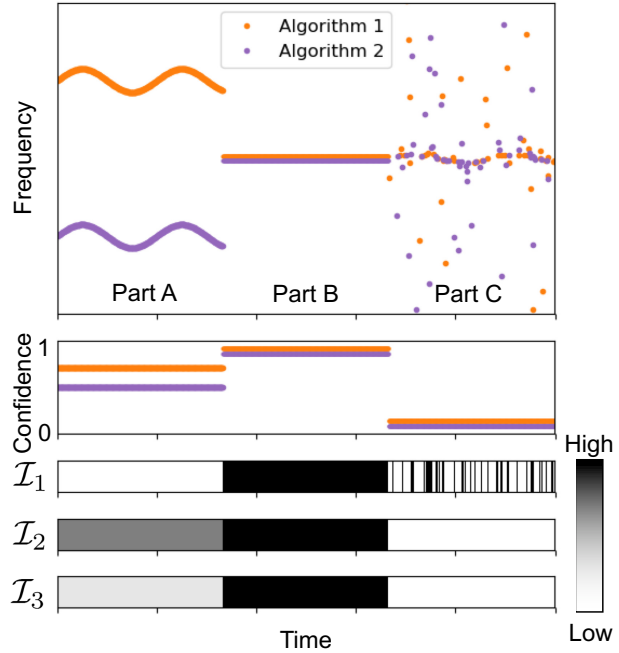 Algorithm 1
Algorithm 2
Frequency
Part A
Part B
Part C
Confidence
1
0
High
I₁
I₂
I₃
Low
Time